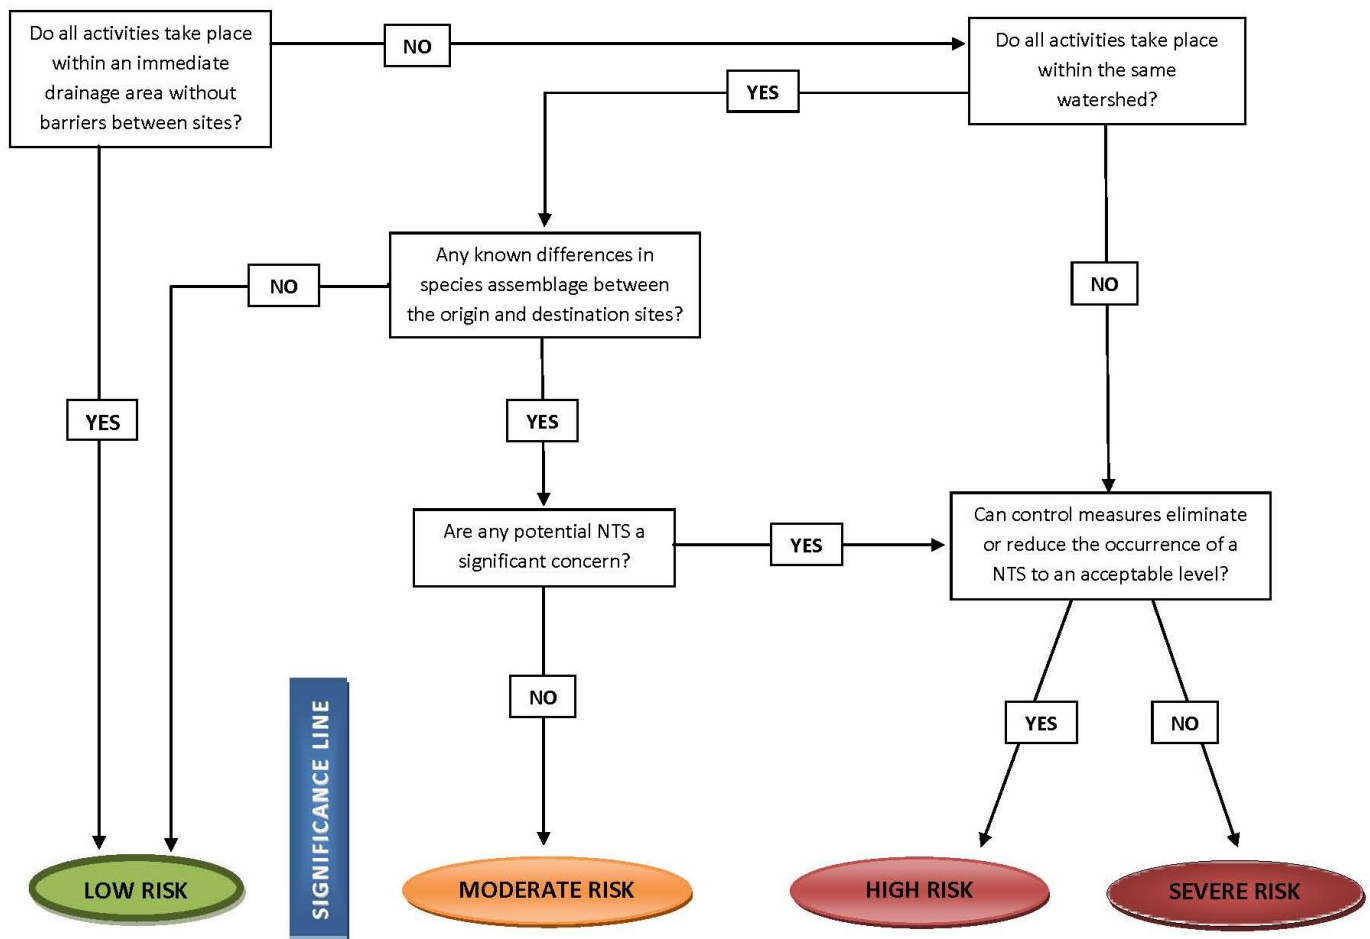 Do all activities take place
within an immediate
drainage area without
barriers between sites?
NO
Do all activities take place
within the same
watershed?
YES
Any known differences in
species assemblage between
the origin and destination sites?
NO
NO
YES
YES
Are any potential NTS a
significant concern?
YES
Can control measures eliminate
or reduce the occurrence of a
NTS to an acceptable level?
NO
YES
NO
SIGNIFICANCE LINE
LOW RISK
MODERATE RISK
HIGH RISK
SEVERE RISK